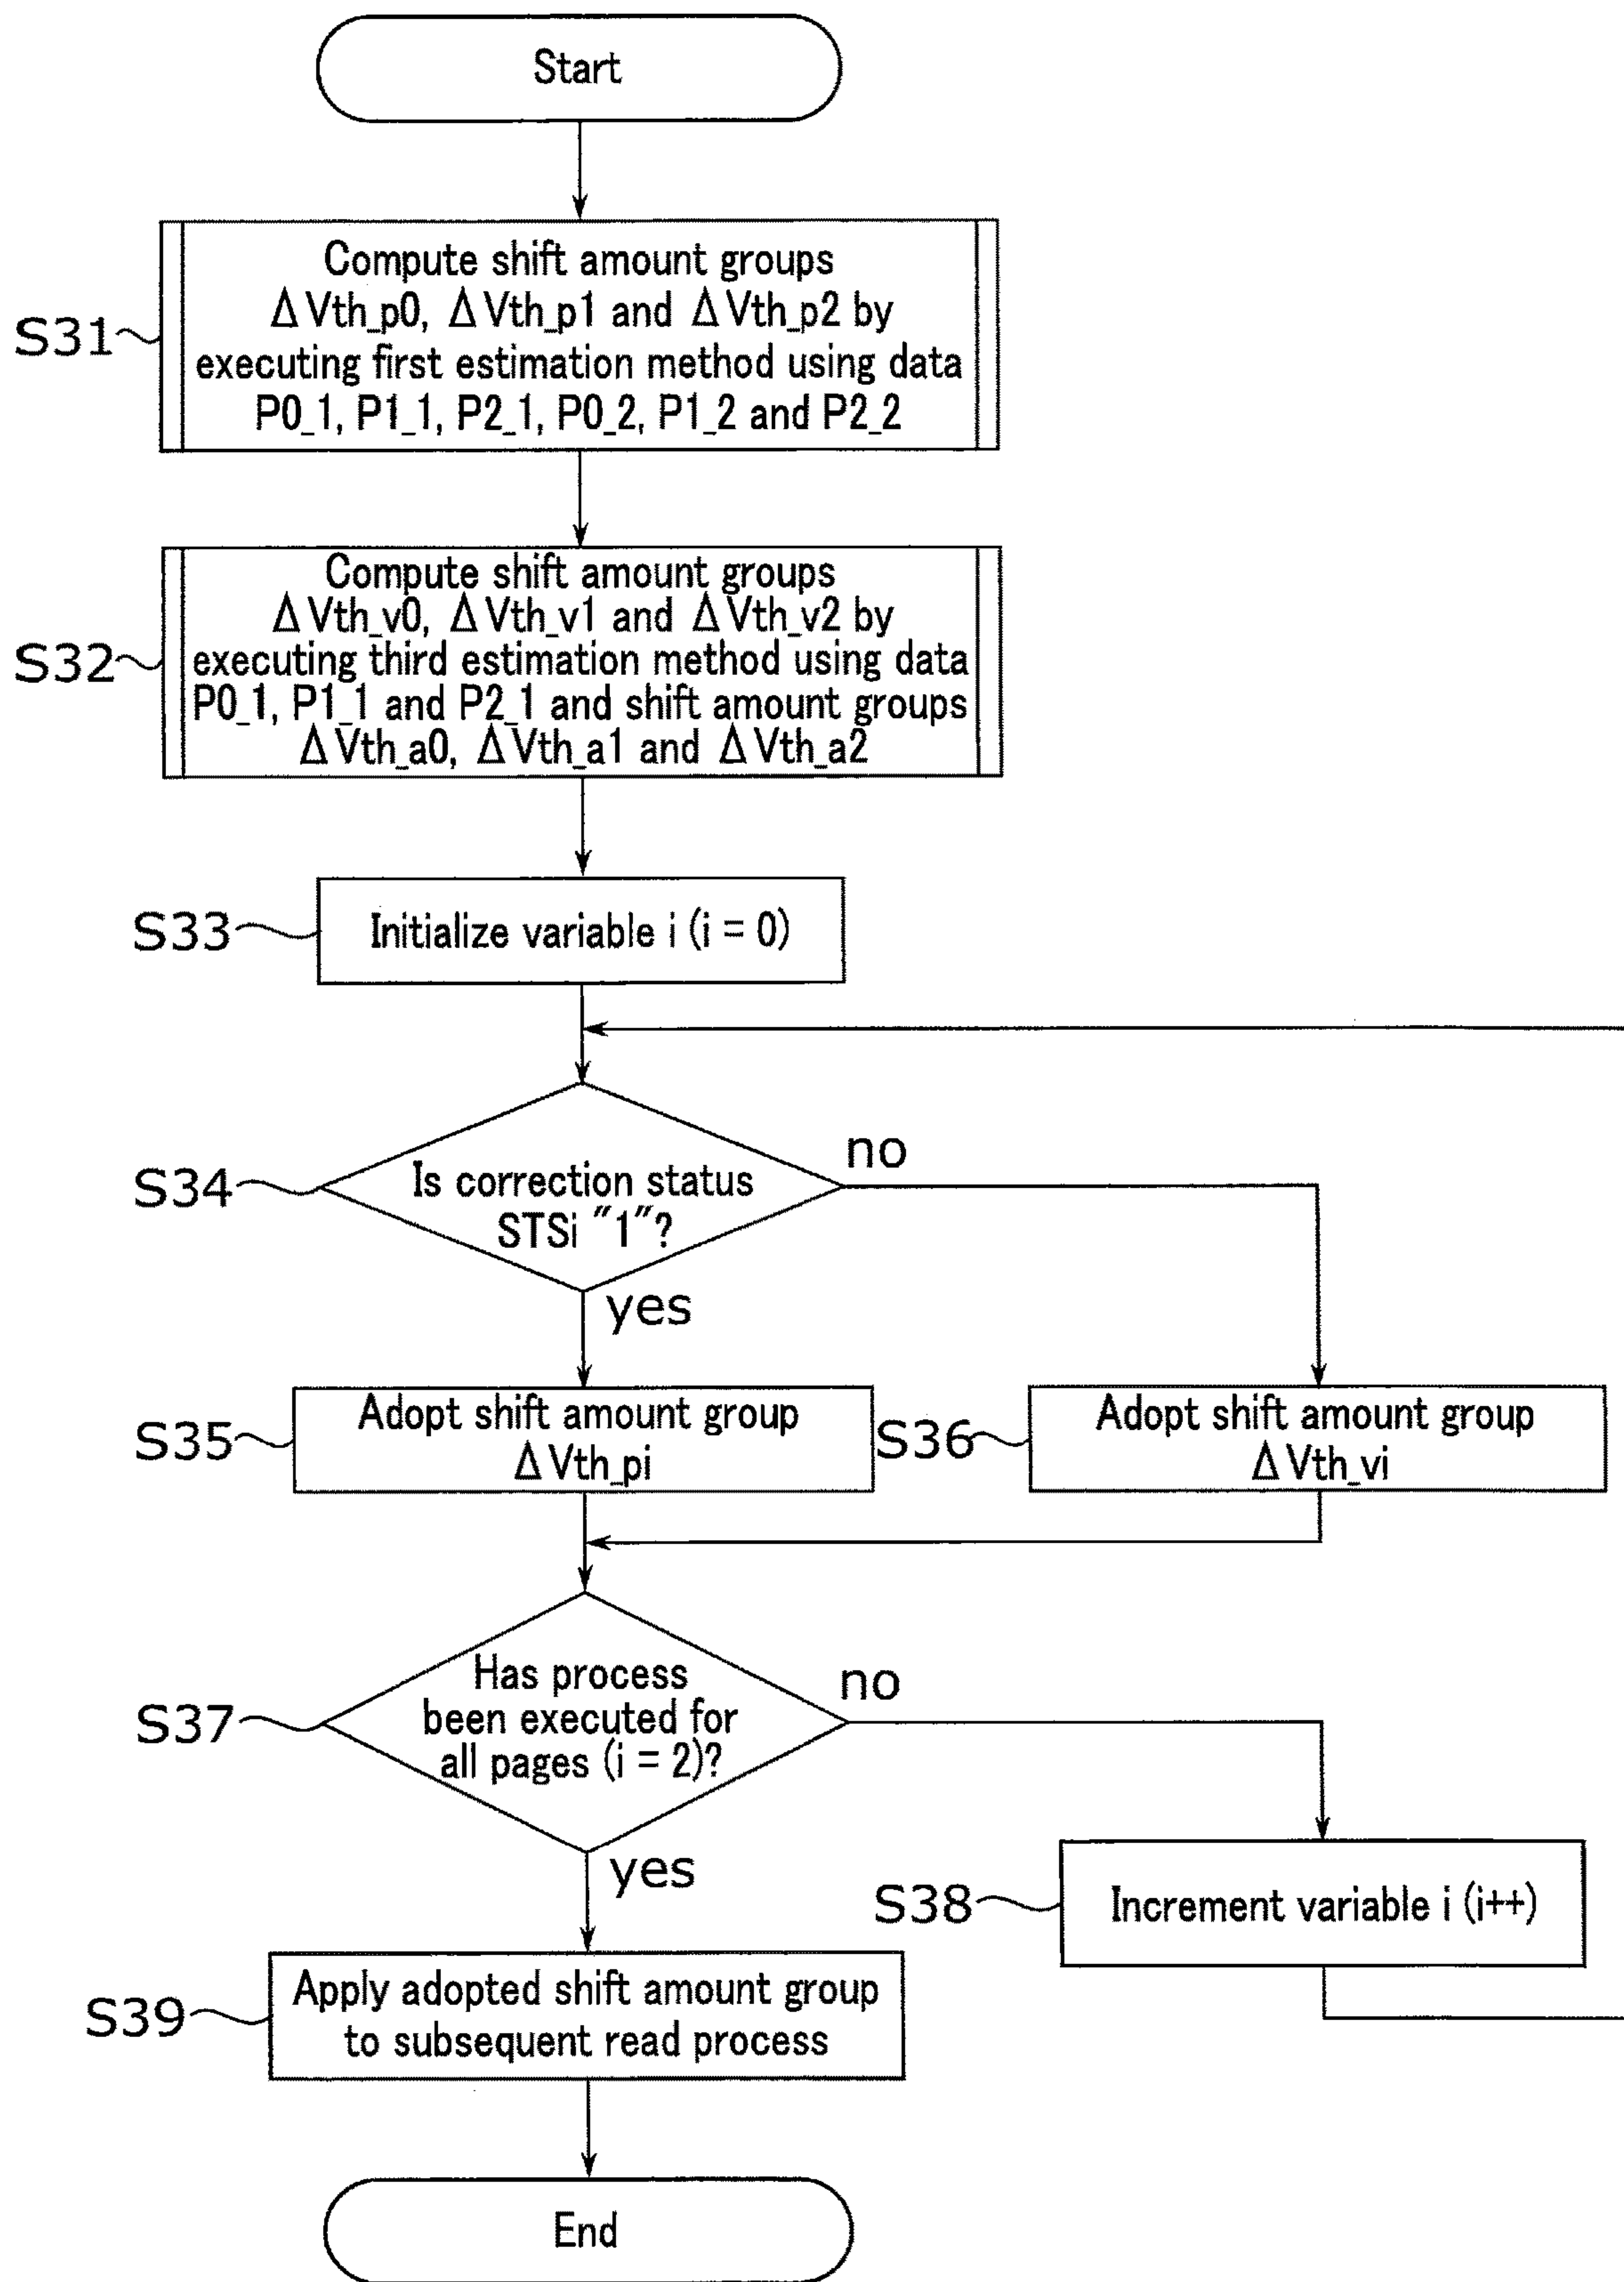 Start
S31
Compute shift amount groups
ΔVth_p0, ΔVth_p1 and ΔVth_p2 by
executing first estimation method using data
P0_1, P1_1, P2_1, P0_2, P1_2 and P2_2
S32
Compute shift amount groups
ΔVth_v0, ΔVth_v1 and ΔVth_v2 by
executing third estimation method using data
P0_1, P1_1 and P2_1 and shift amount groups
ΔVth_a0, ΔVth_a1 and ΔVth_a2
S33
Initialize variable i (i = 0)
S34
Is correction status
STSi "1"?
no
yes
S35
Adopt shift amount group
ΔVth_pi
S36
Adopt shift amount group
ΔVth_vi
S37
Has process
been executed for
all pages (i = 2)?
no
yes
S38
Increment variable i (i++)
S39
Apply adopted shift amount group
to subsequent read process
End